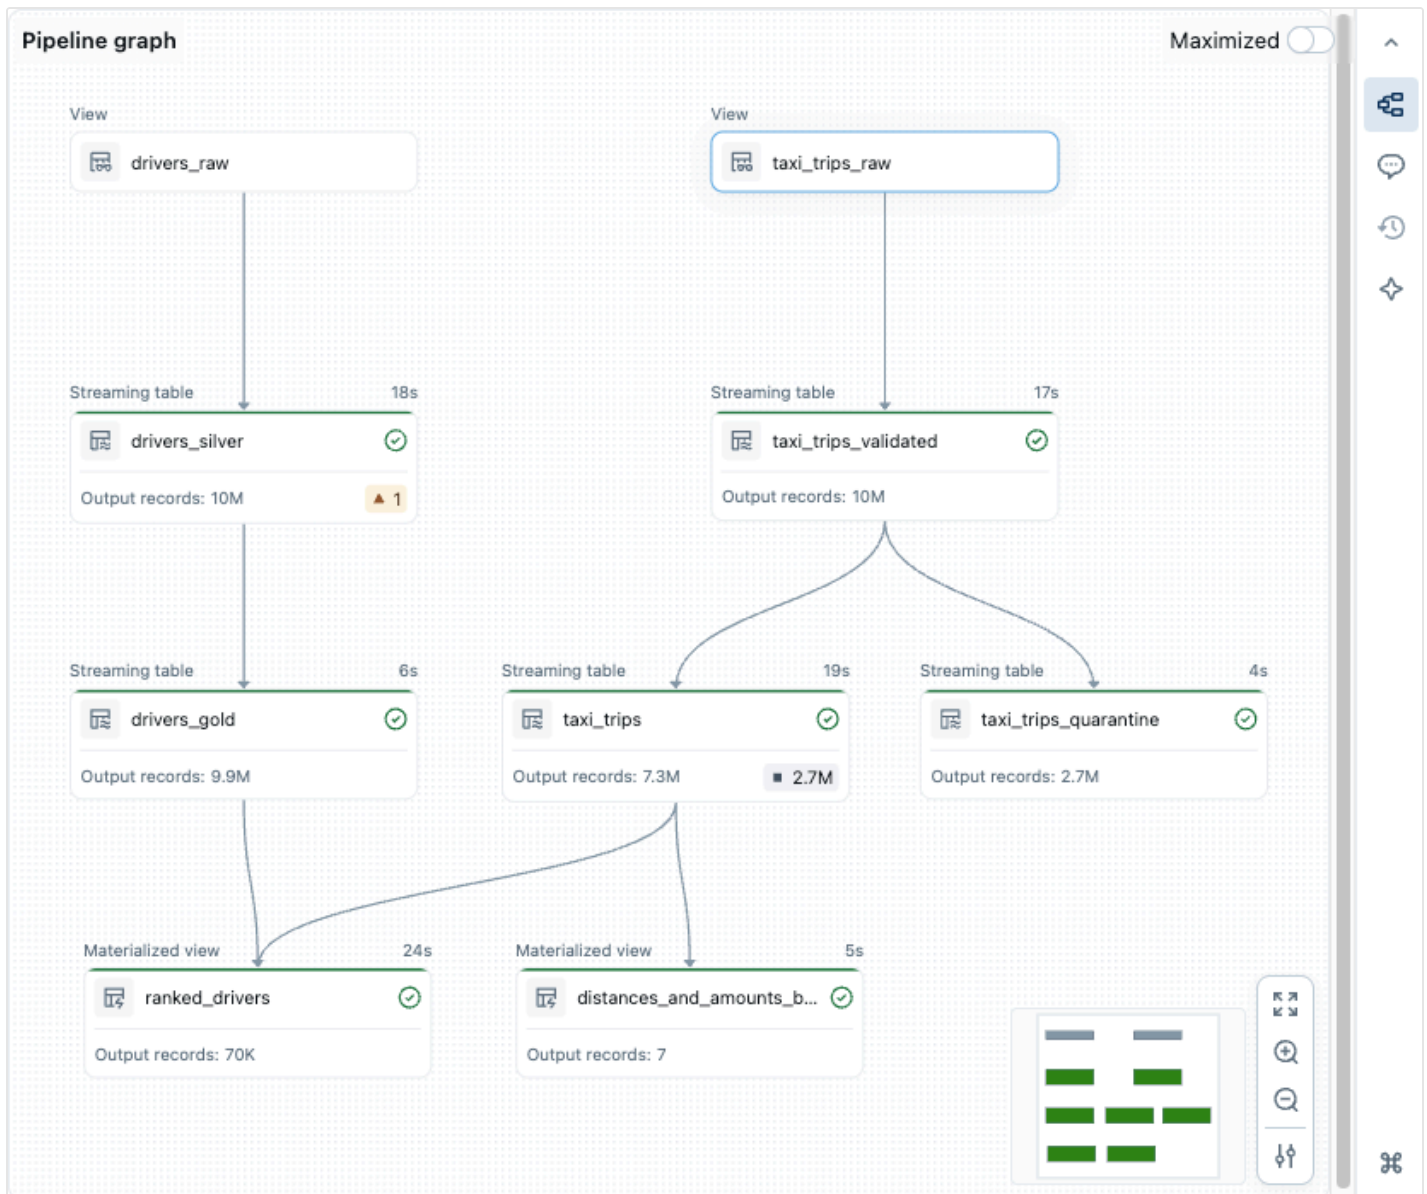 Pipeline graph
Maximized
View
drivers_raw
View
taxi_trips_raw
Streaming table 18s
drivers_silver
Output records: 10M
1
Streaming table 17s
taxi_trips_validated
Output records: 10M
Streaming table 6s
drivers_gold
Output records: 9.9M
Streaming table 19s
taxi_trips
Output records: 7.3M
2.7M
Streaming table 4s
taxi_trips_quarantine
Output records: 2.7M
Materialized view 24s
ranked_drivers
Output records: 70K
Materialized view 5s
distances_and_amounts_b...
Output records: 7